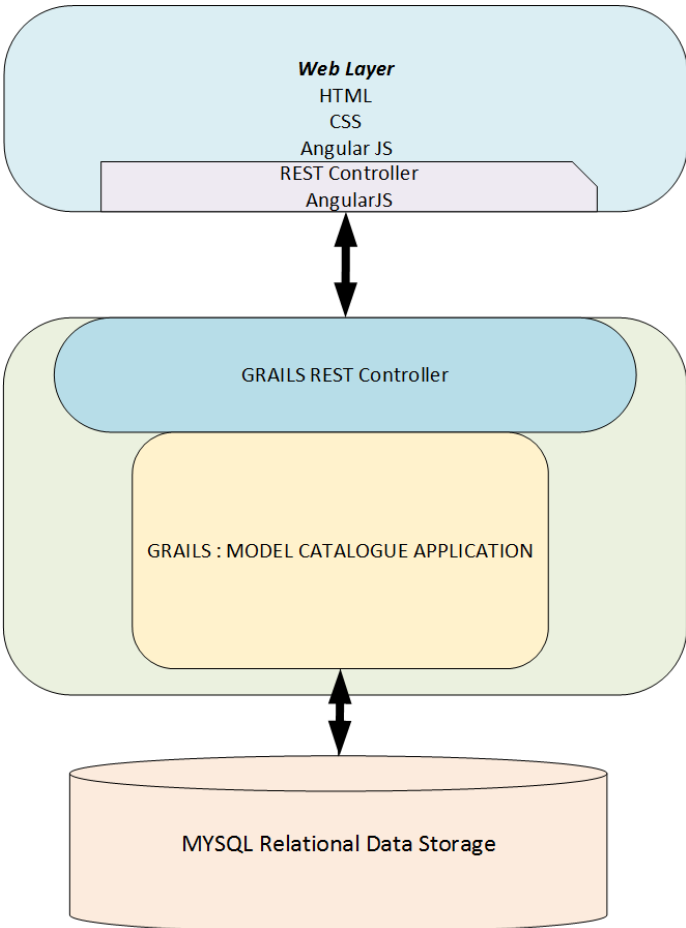 Web Layer
HTML
CSS
Angular JS
REST Controller
AngularJS
GRAILS REST Controller
GRAILS : MODEL CATALOGUE APPLICATION
MYSQL Relational Data Storage